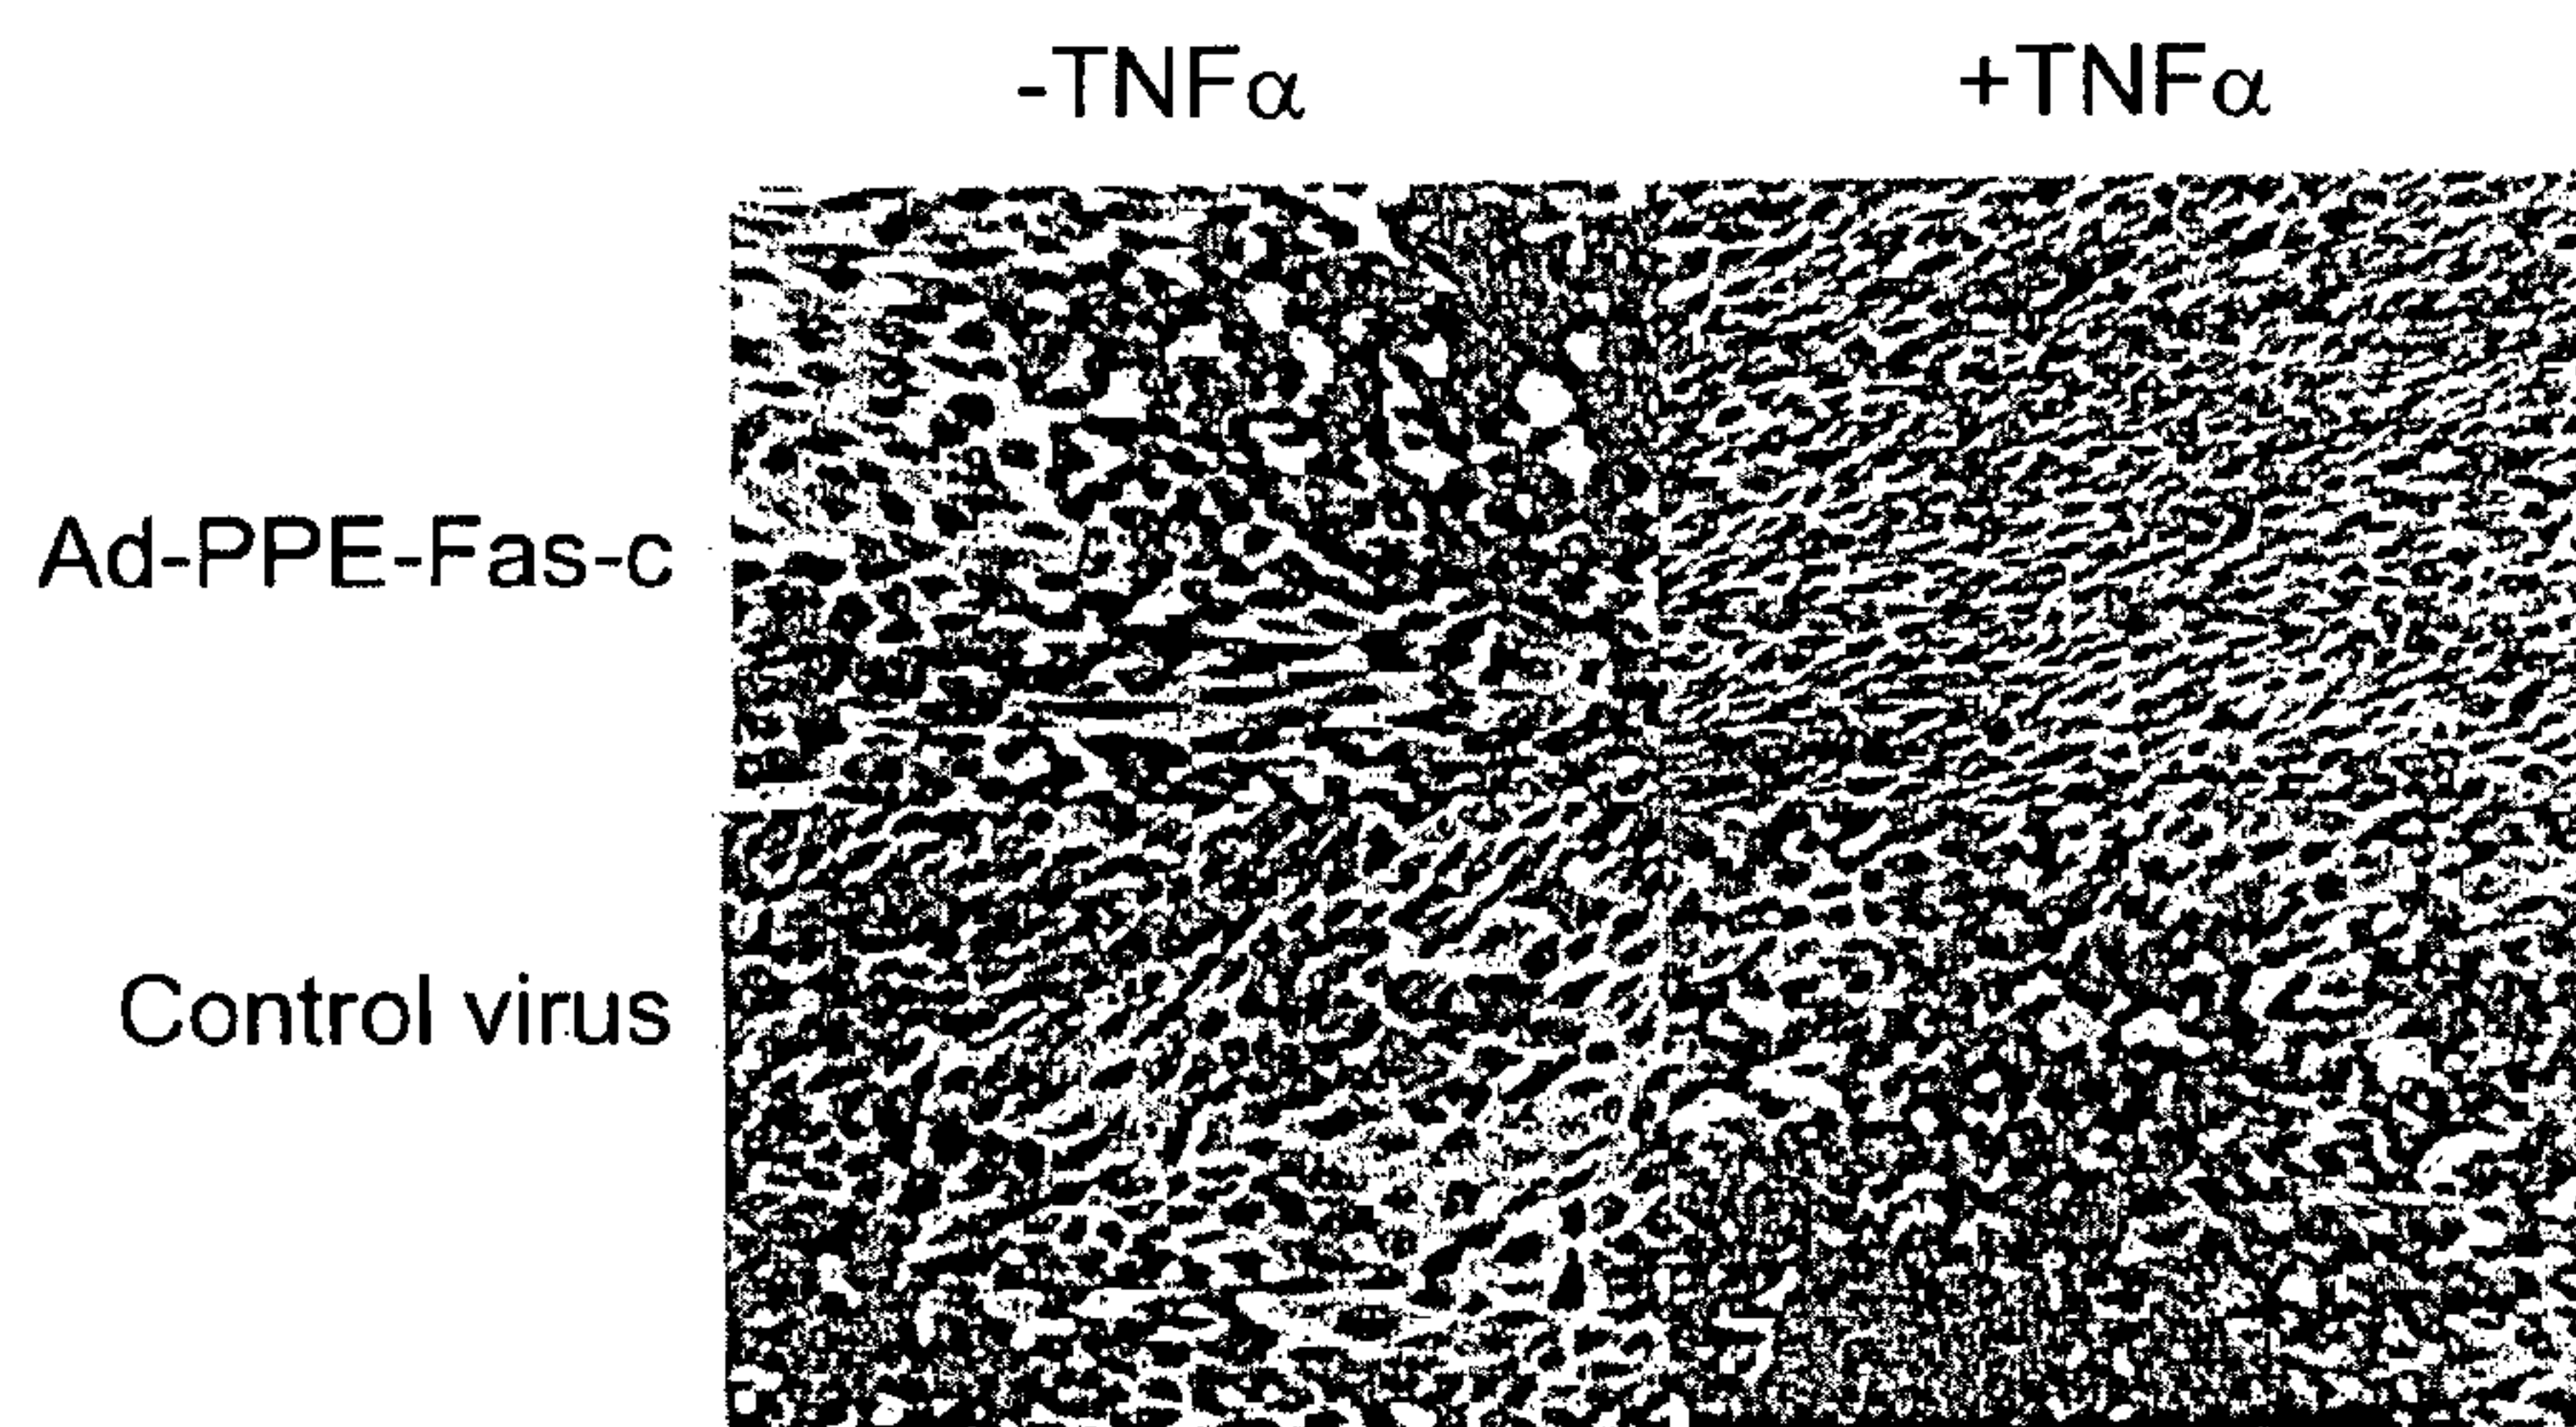 -TNFα
+TNFα
Ad-PPE-Fas-c
Control virus